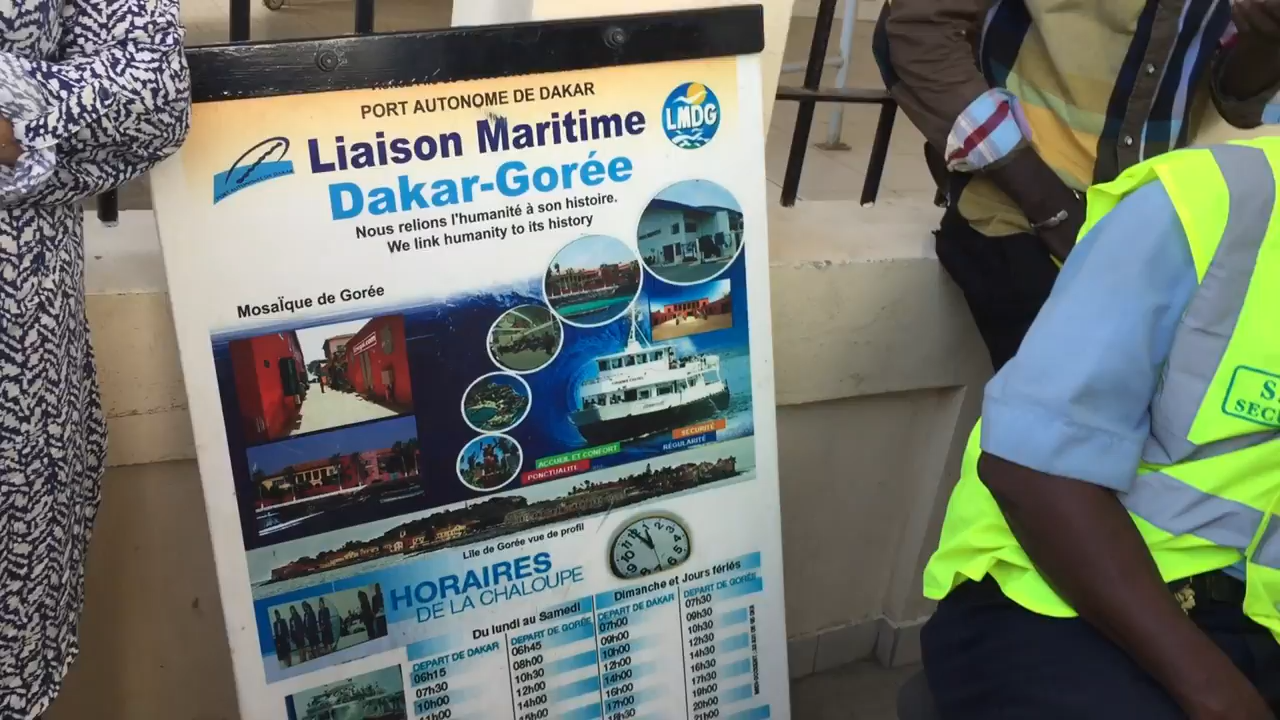 PORT AUTONOME DE DAKAR
Liaison Maritime
Dakar-Gorée
LMDG
Nous relions l'humanité à son histoire.
We link humanity to its history
Mosaïque de Gorée
SÉCURITÉ
RÉGULARITÉ
ACCUEIL ET CONFORT
PONCTUALITÉ
Lile de Gorée vue de profil
HORAIRES
DE LA CHALOUPE
Du lundi au Samedi
Dimanche et Jours fériés
DEPART DE DAKAR DEPART DE GORÉE DEPART DE DAKAR DEPART DE GORÉE
06h15 06h45 07h00 07h30
07h30 08h00 09h00 09h30
10h00 10h30 10h00 10h30
11h00 12h00 12h00 12h30
14h00 14h00 14h30
16h00 16h30
17h00 17h30
18h30 19h00
20h00
21h00